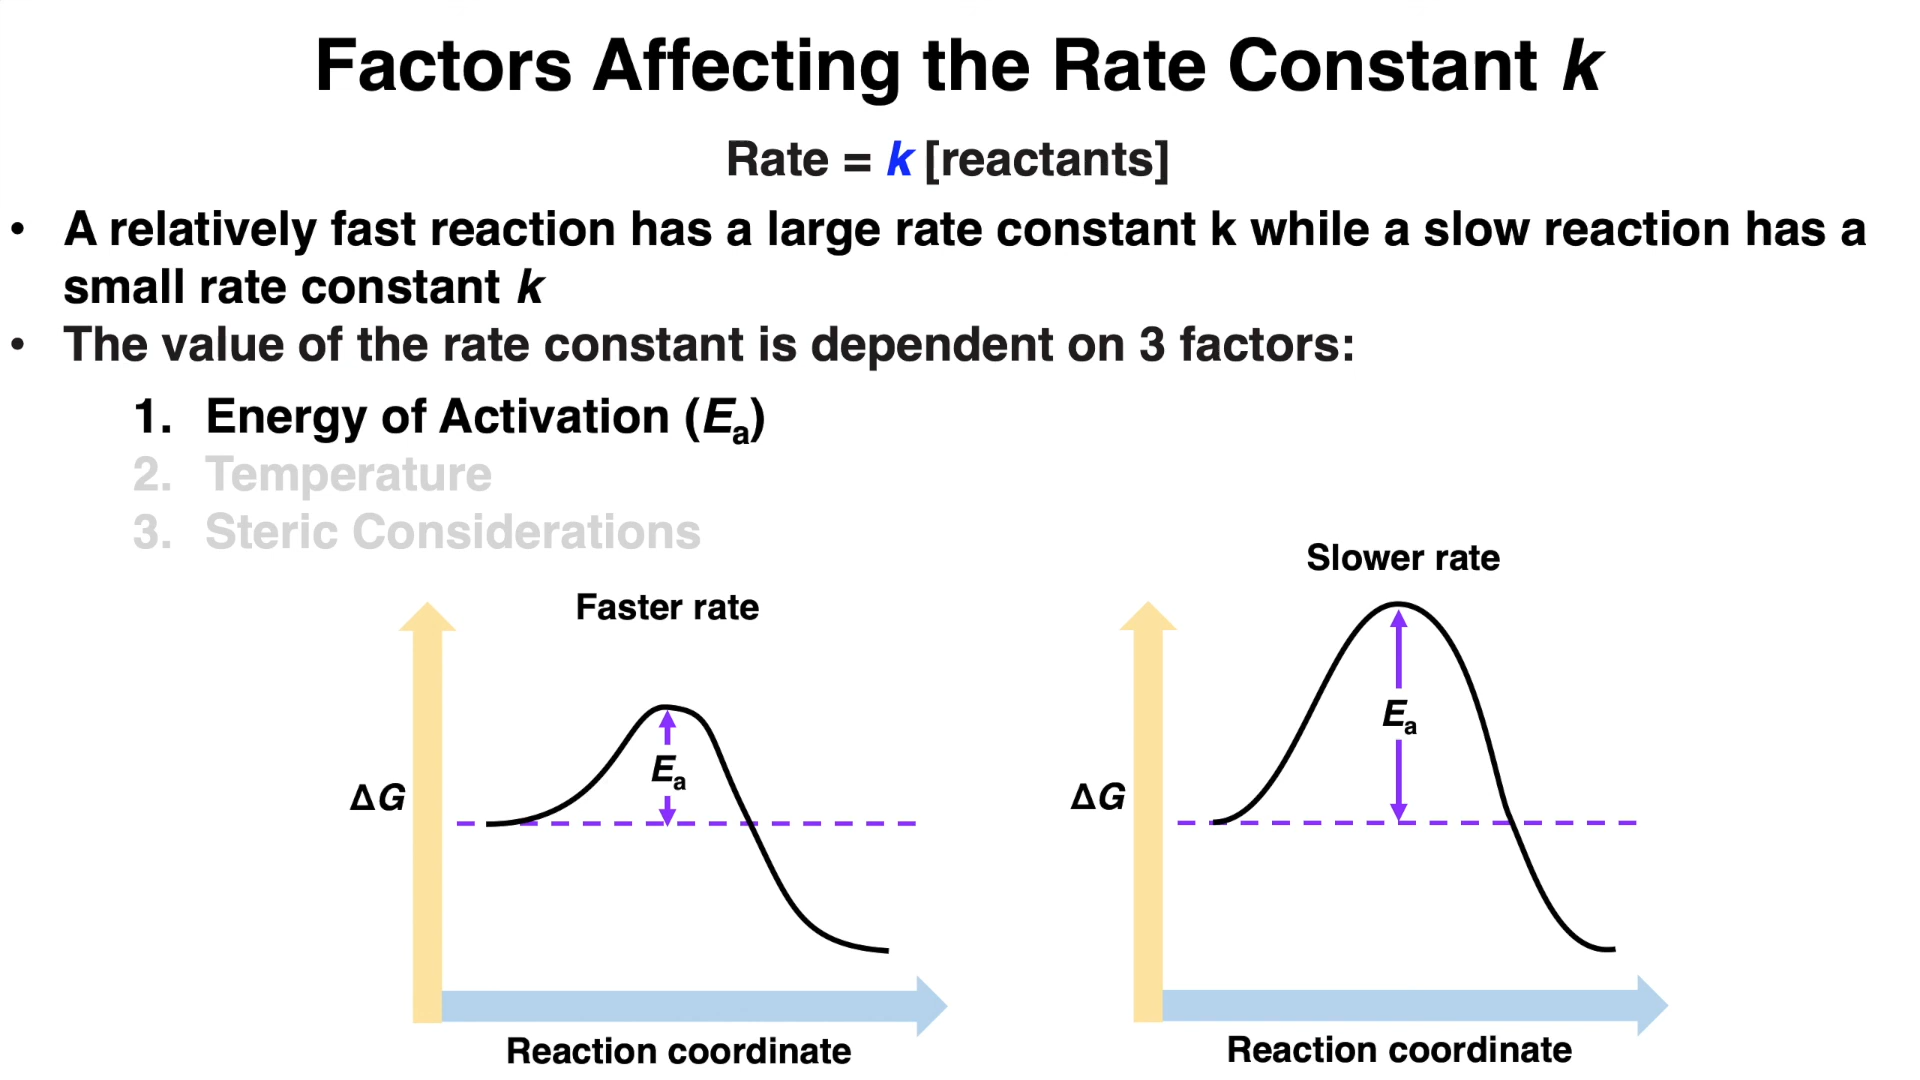 Factors Affecting the Rate Constant k
Rate = k [reactants]
• A relatively fast reaction has a large rate constant k while a slow reaction has a
small rate constant k
• The value of the rate constant is dependent on 3 factors:
1. Energy of Activation (Ea)
2. Temperature
3. Steric Considerations
Faster rate
Ea
ΔG
Reaction coordinate
Slower rate
Ea
ΔG
Reaction coordinate